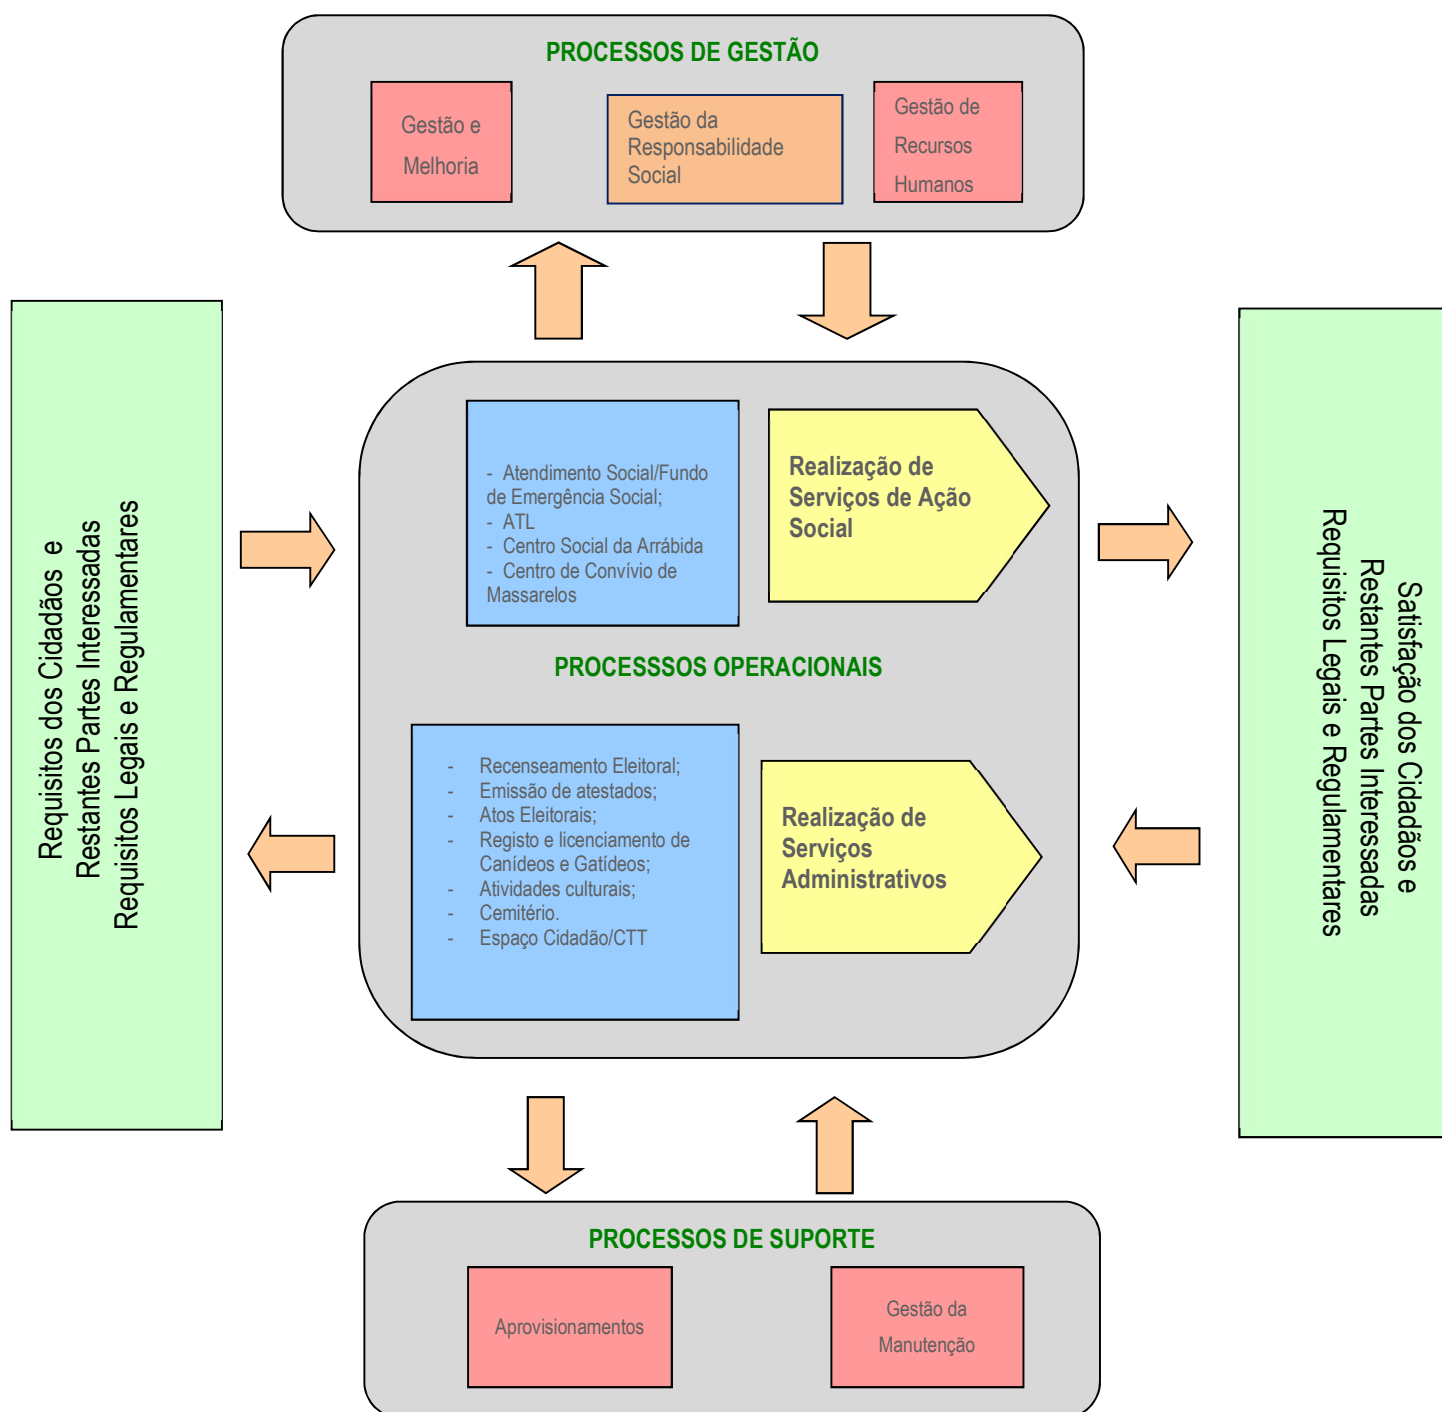 PROCESSOS DE GESTÃO
Gestão e
Melhoria
Gestão da
Responsabilidade
Social
Gestão de
Recursos
Humanos
Requisitos dos Cidadãos e
Restantes Partes Interessadas
Requisitos Legais e Regulamentares
- Atendimento Social/Fundo
de Emergência Social;
- ATL
- Centro Social da Arrábida
- Centro de Convívio de
Massarelos
Realização de
Serviços de Ação
Social
PROCESSSOS OPERACIONAIS
- Recenseamento Eleitoral;
- Emissão de atestados;
- Atos Eleitorais;
- Registo e licenciamento de
Canídeos e Gatídeos;
- Atividades culturais;
- Cemitério.
- Espaço Cidadão/CTT
Realização de
Serviços
Administrativos
Satisfação dos Cidadãos e
Restantes Partes Interessadas
Requisitos Legais e Regulamentares
PROCESSOS DE SUPORTE
Aprovisionamentos
Gestão da
Manutenção